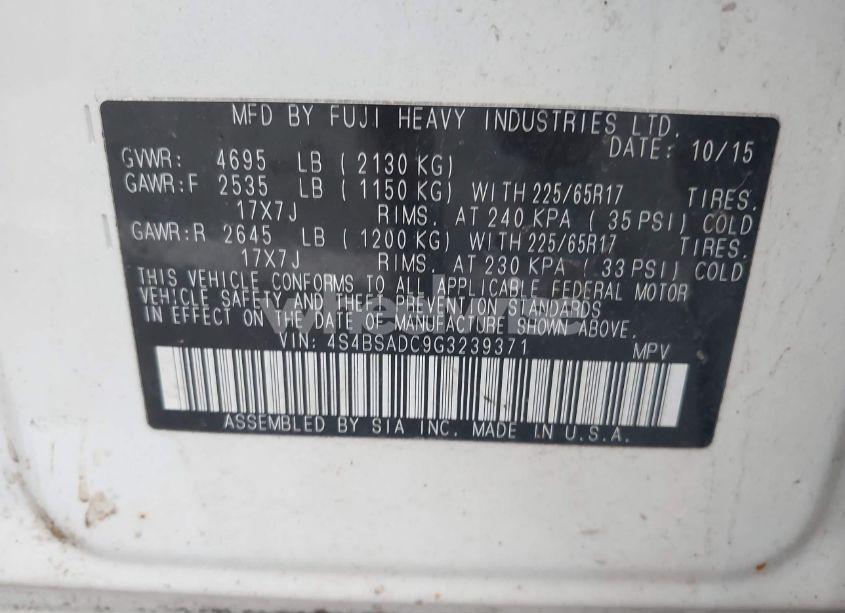 MFD BY FUJI HEAVY INDUSTRIES LTD.
DATE: 10/15
GVWR: 4695 LB ( 2130 KG)
GAWR:F 2535 LB ( 1150 KG) WITH 225/65R17 TIRES.
17X7J RIMS. AT 240 KPA ( 35 PSI) COLD
GAWR:R 2645 LB ( 1200 KG) WITH 225/65R17 TIRES.
17X7J RIMS. AT 230 KPA ( 33 PSI) COLD
THIS VEHICLE CONFORMS TO ALL APPLICABLE FEDERAL MOTOR
VEHICLE SAFETY AND THEFT PREVENTION STANDARDS
IN EFFECT ON THE DATE OF MANUFACTURE SHOWN ABOVE.
VIN: 4S4BSADC9G3239371 MPV
ASSEMBLED BY SIA INC. MADE IN U.S.A.